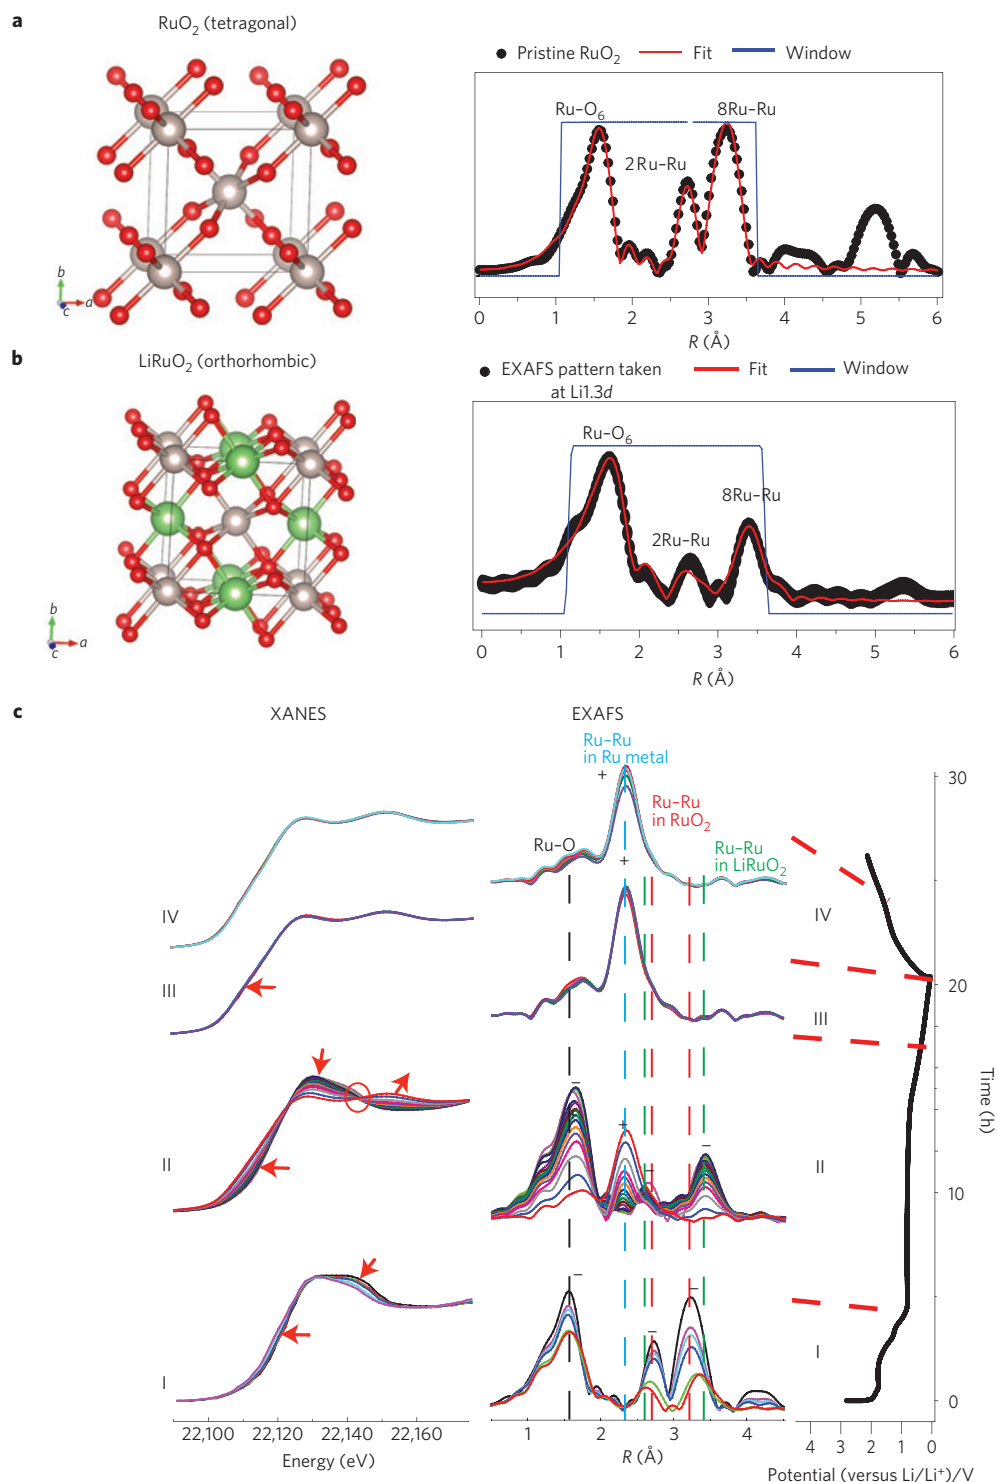 a
RuO₂ (tetragonal)
Pristine RuO₂ Fit Window
Ru–O₆
8Ru–Ru
2Ru–Ru
b
a
c
0 1 2 3 4 5 6
R (Å)
b
LiRuO₂ (orthorhombic)
EXAFS pattern taken
at Li1.3d
Fit Window
Ru–O₆
8Ru–Ru
2Ru–Ru
b
a
c
0 1 2 3 4 5 6
R (Å)
c
XANES
EXAFS
Ru–Ru
in Ru metal
+
Ru–Ru
in RuO₂
Ru–O
+
Ru–Ru
in LiRuO₂
30
IV
IV
III
20
III
–
+
–
–
II
II
10
Time (h)
–
–
–
I
I
0
22,100 22,120 22,140 22,160
Energy (eV)
1 2 3 4
R (Å)
4 3 2 1 0
Potential (versus Li/Li⁺)/V